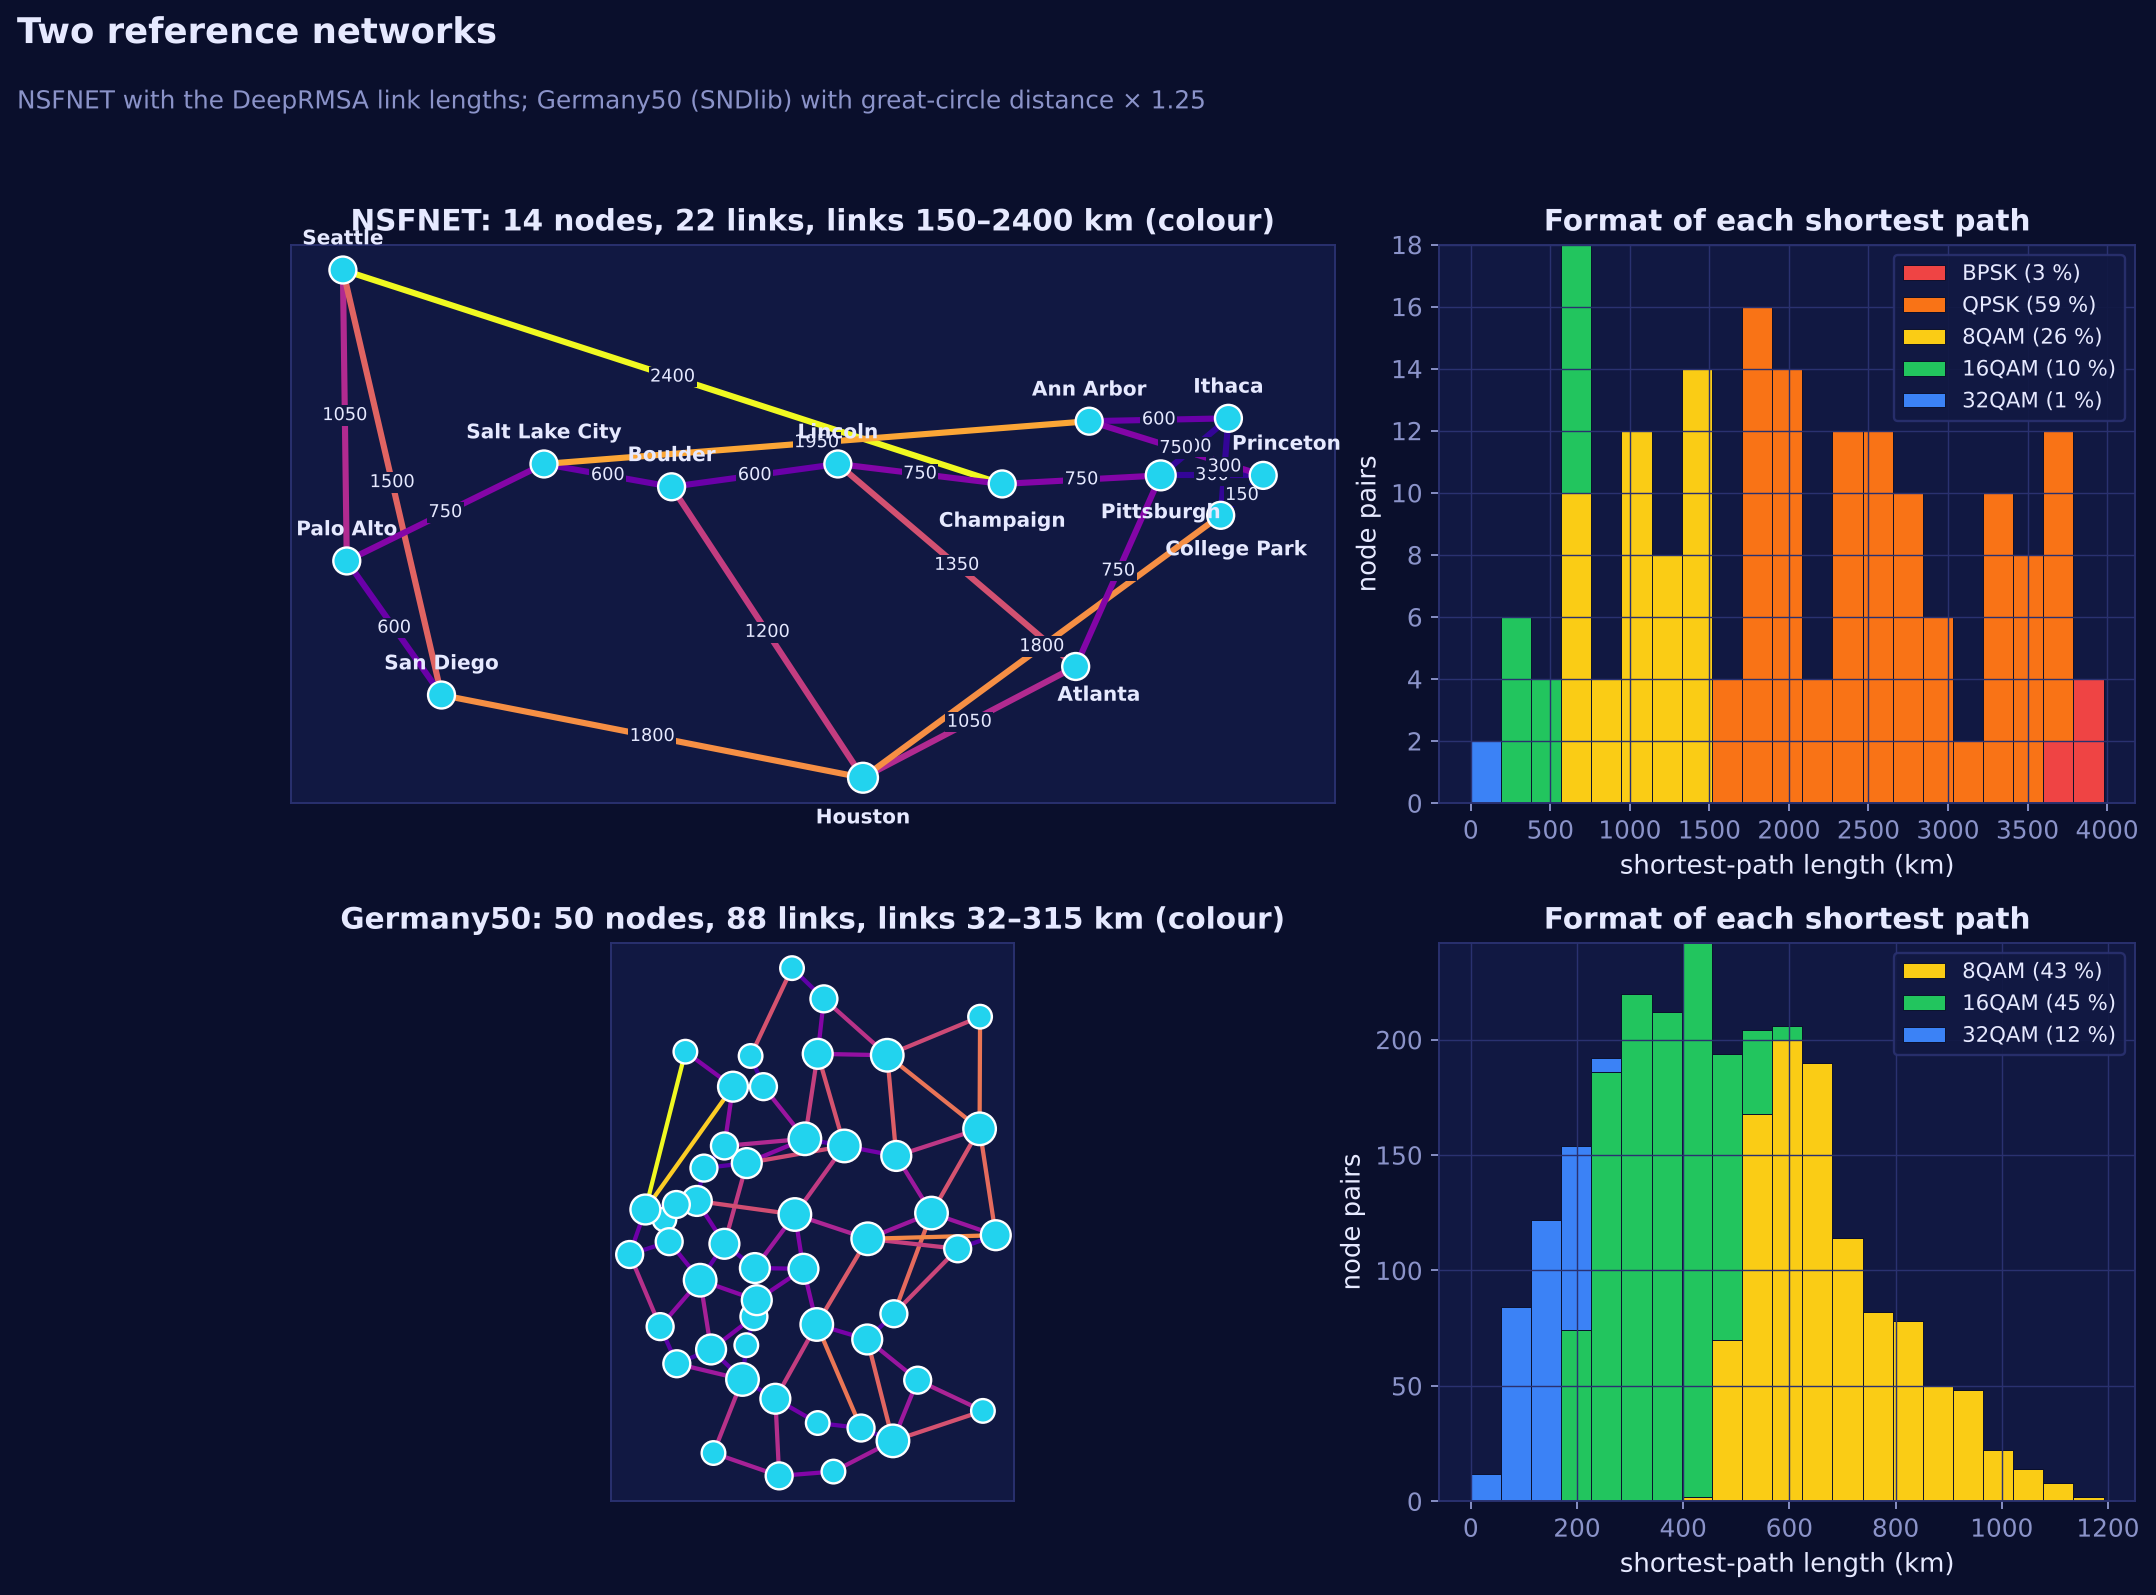 Two reference networks
NSFNET with the DeepRMSA link lengths; Germany50 (SNDlib) with great-circle distance × 1.25
NSFNET: 14 nodes, 22 links, links 150–2400 km (colour)
Seattle
2400
1050
Ann Arbor
Ithaca
600
Salt Lake City
Lincoln
1950
Boulder
Princeton
750
1500
600
600
750
750
300
150
750
Palo Alto
Champaign
Pittsburgh
College Park
1350
750
600
1200
1800
San Diego
Atlanta
1050
1800
Houston
Format of each shortest path
BPSK (3 %)
QPSK (59 %)
8QAM (26 %)
16QAM (10 %)
32QAM (1 %)
node pairs
18
16
14
12
10
8
6
4
2
0
0 500 1000 1500 2000 2500 3000 3500 4000
shortest-path length (km)
Germany50: 50 nodes, 88 links, links 32–315 km (colour)
Format of each shortest path
8QAM (43 %)
16QAM (45 %)
32QAM (12 %)
node pairs
200
150
100
50
0
0 200 400 600 800 1000 1200
shortest-path length (km)